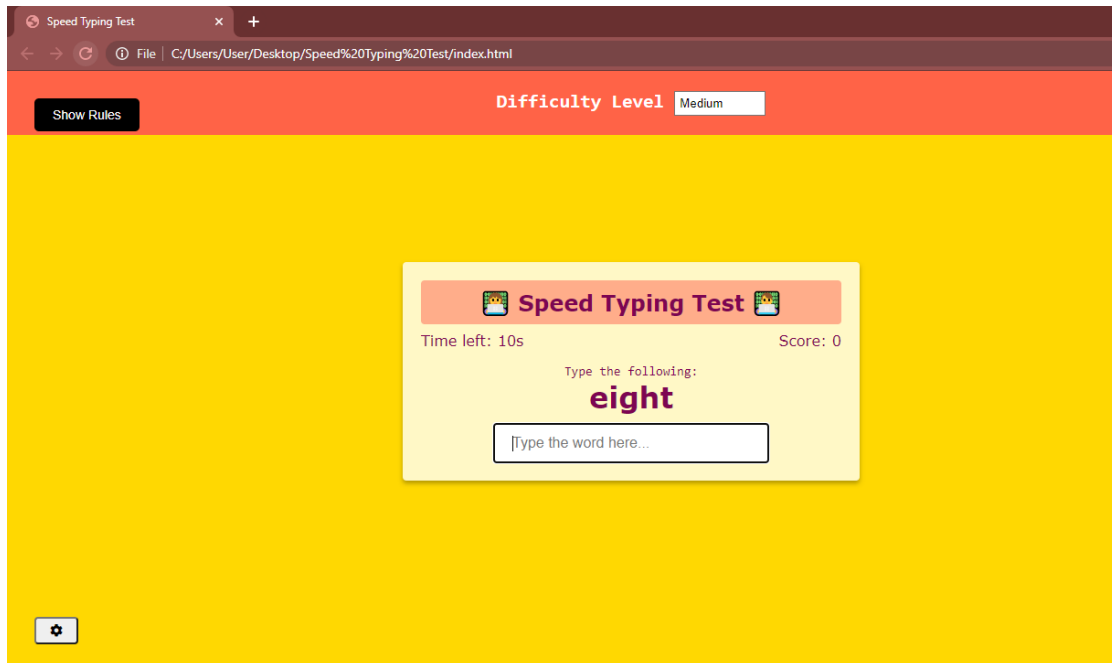 Speed Typing Test
File
C:/Users/User/Desktop/Speed%20Typing%20Test/index.html
Show Rules
Difficulty Level Medium
Speed Typing Test
Time left: 10s Score: 0
Type the following:
eight
Type the word here...